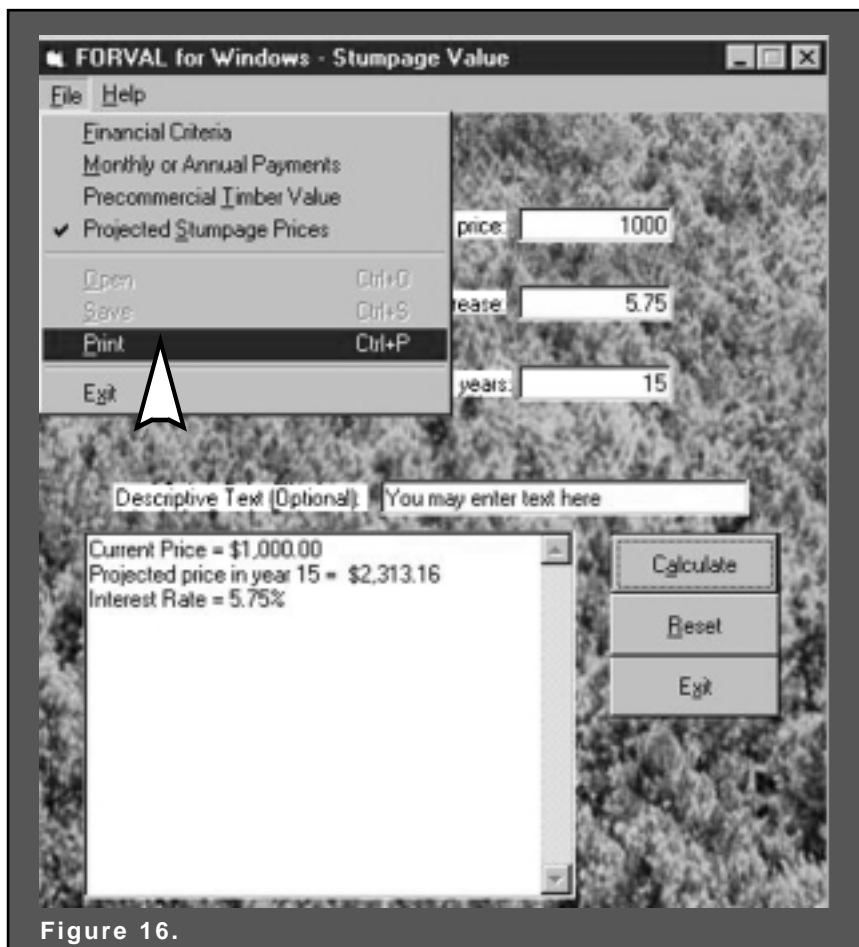 FORVAL for Windows - Stumpage Value
File Help
Financial Criteria
Monthly or Annual Payments
Precommercial Timber Value
✔ Projected Stumpage Prices
price: 1000
Open Ctrl+O
Save Ctrl+S
rease: 5.75
Print Ctrl+P
Exit
years: 15
Descriptive Text (Optional): You may enter text here
Current Price = $1,000.00
Projected price in year 15 = $2,313.16
Interest Rate = 5.75%
Calculate
Reset
Exit
Figure 16.